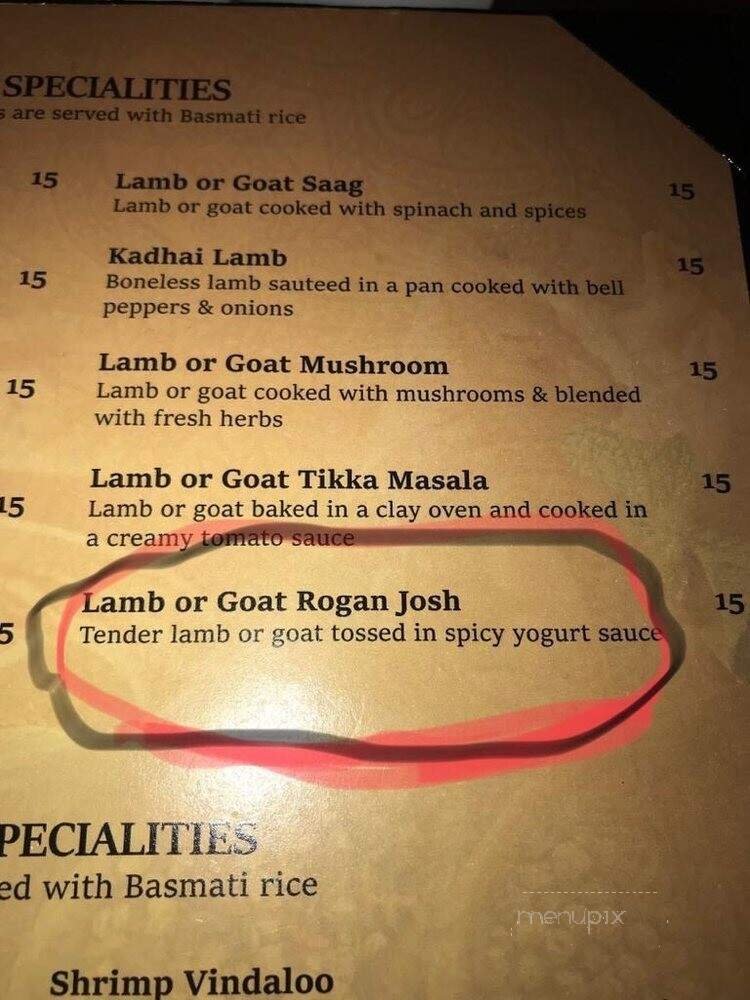 SPECIALITIES
s are served with Basmati rice
15 Lamb or Goat Saag 15
Lamb or goat cooked with spinach and spices
Kadhai Lamb 15
15 Boneless lamb sauteed in a pan cooked with bell
peppers & onions
Lamb or Goat Mushroom 15
15 Lamb or goat cooked with mushrooms & blended
with fresh herbs
Lamb or Goat Tikka Masala 15
15 Lamb or goat baked in a clay oven and cooked in
a creamy tomato sauce
Lamb or Goat Rogan Josh 15
5 Tender lamb or goat tossed in spicy yogurt sauce
PECIALITIES
ed with Basmati rice
menupix
Shrimp Vindaloo